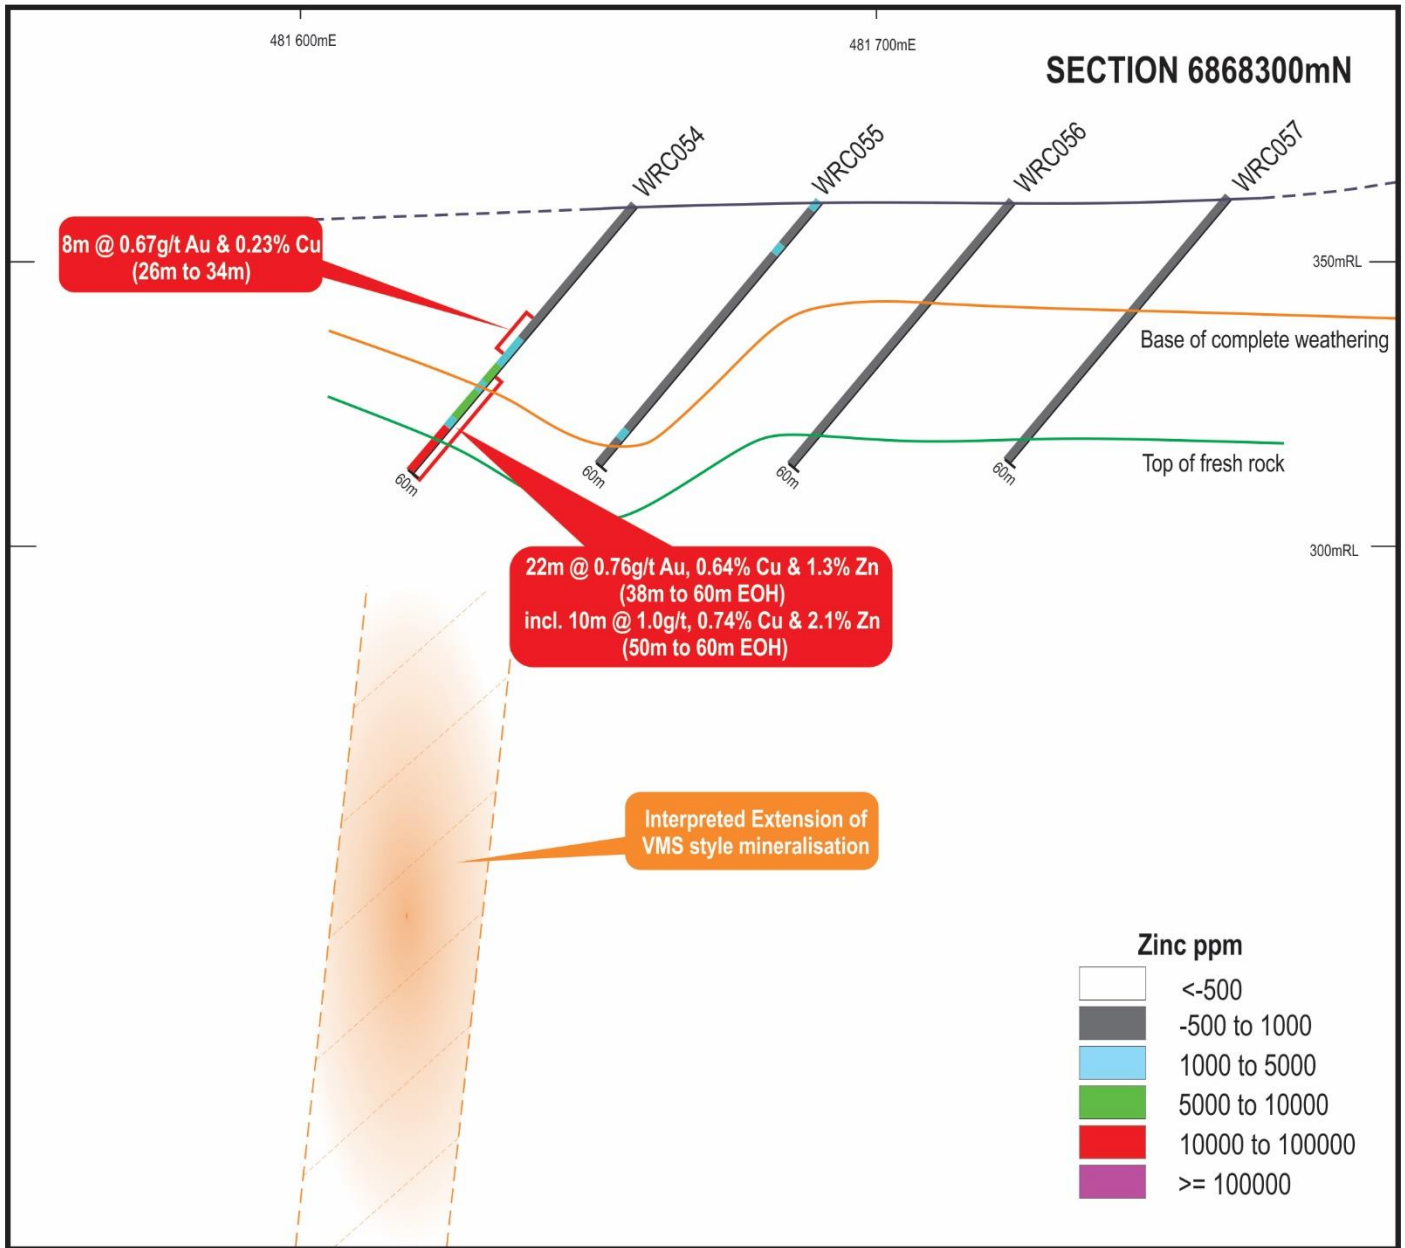 481 600mE
481 700mE
SECTION 6868300mN
WRC054
WRC055
WRC056
WRC057
8m @ 0.67g/t Au & 0.23% Cu
(26m to 34m)
350mRL
Base of complete weathering
Top of fresh rock
60m
60m
60m
60m
300mRL
22m @ 0.76g/t Au, 0.64% Cu & 1.3% Zn
(38m to 60m EOH)
incl. 10m @ 1.0g/t, 0.74% Cu & 2.1% Zn
(50m to 60m EOH)
Interpreted Extension of
VMS style mineralisation
Zinc ppm
<-500
-500 to 1000
1000 to 5000
5000 to 10000
10000 to 100000
>= 100000